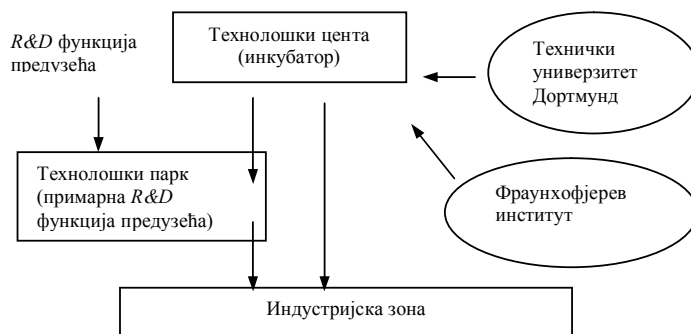 R&D функција
предузећа
Технолошки цента
(инкубатор)
Технички
универзитет
Дортмунд
Технолошки парк
(примарна R&D
функција предузећа)
Фраунхофјерев
институт
Индустријска зона